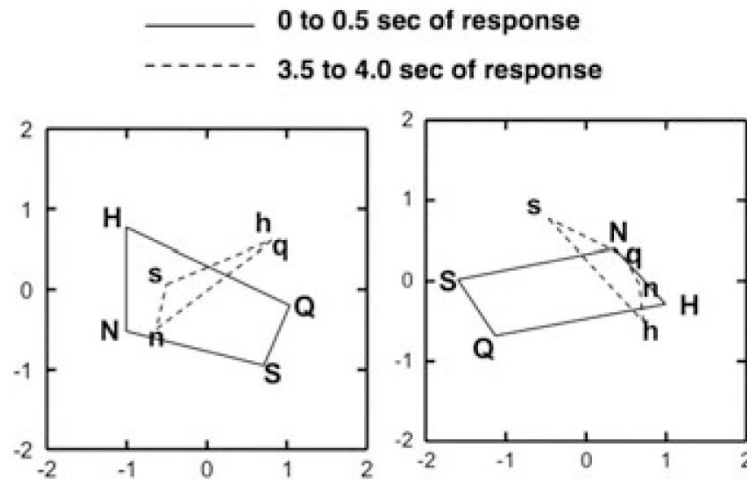 0 to 0.5 sec of response
3.5 to 4.0 sec of response
2
1
0
-1
-2
-2 -1 0 1 2
H
h
q
s
Q
N n
S
2
1
0
-1
-2
-2 -1 0 1 2
s
N
q
S
n
H
h
Q